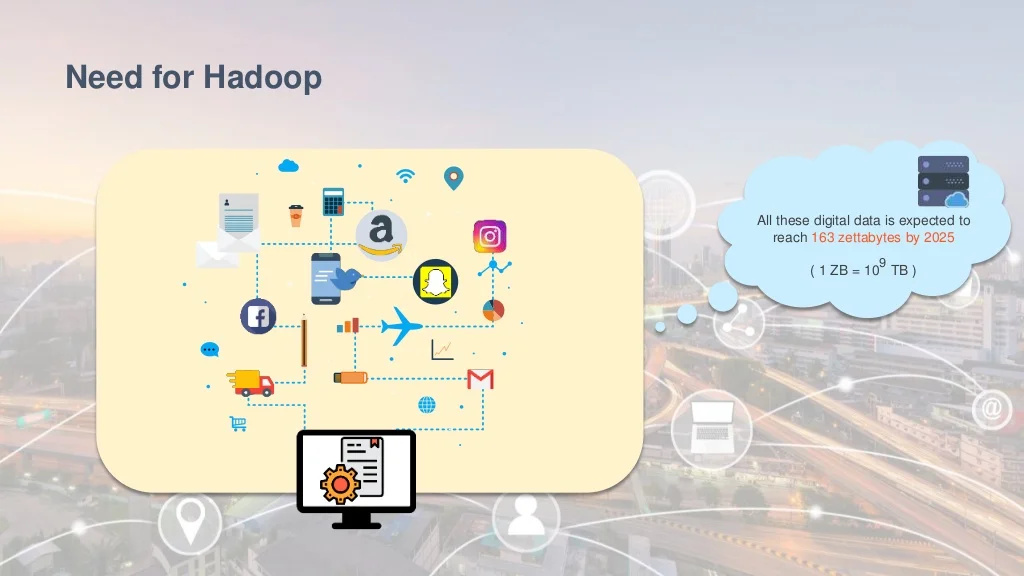 Need for Hadoop
All these digital data is expected to
reach 163 zettabytes by 2025
( 1 ZB = 10⁹ TB )
a
@